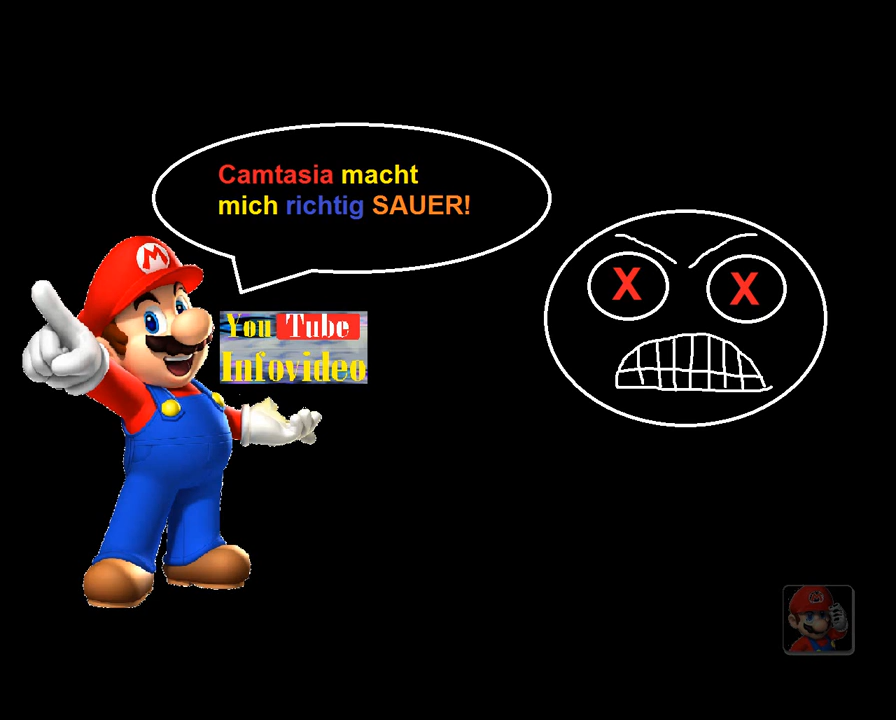 Camtasia macht
mich richtig SAUER!
M
You Tube
Infovideo
X X